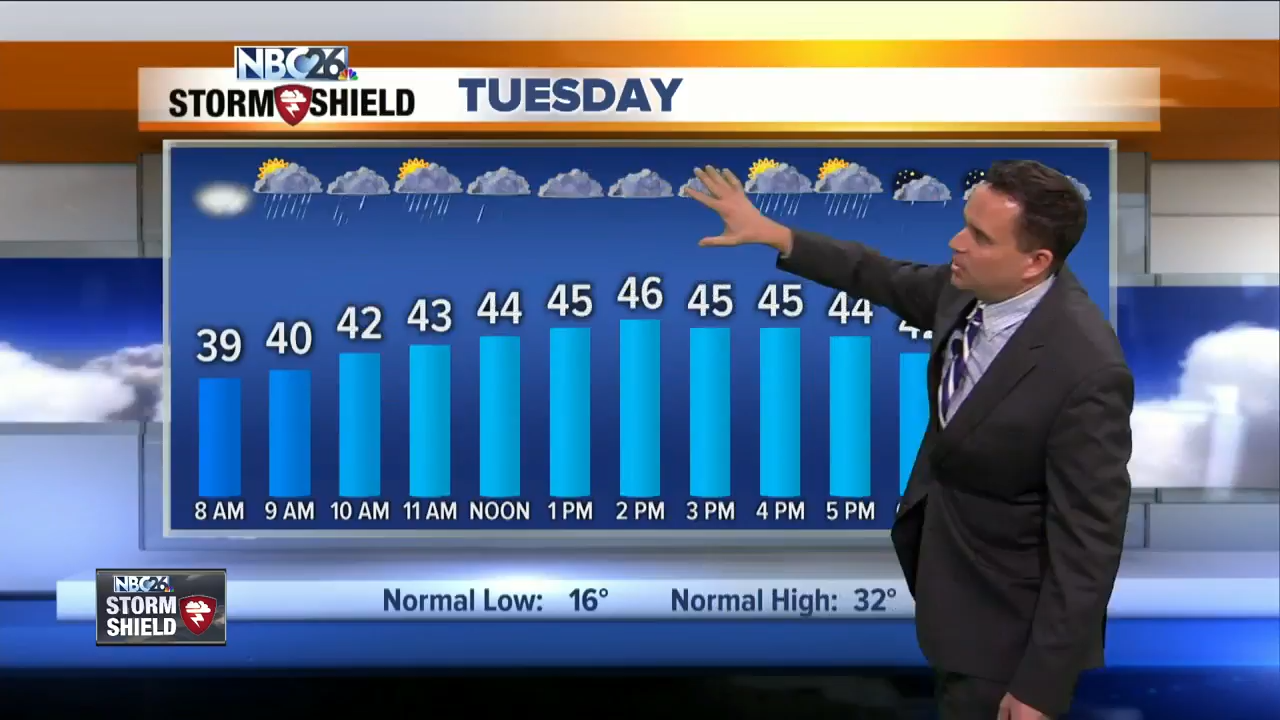 NBC26
STORM SHIELD
TUESDAY
39 40 42 43 44 45 46 45 45 44
8 AM 9 AM 10 AM 11 AM NOON 1 PM 2 PM 3 PM 4 PM 5 PM
NBC26
STORM
SHIELD
Normal Low: 16° Normal High: 32°